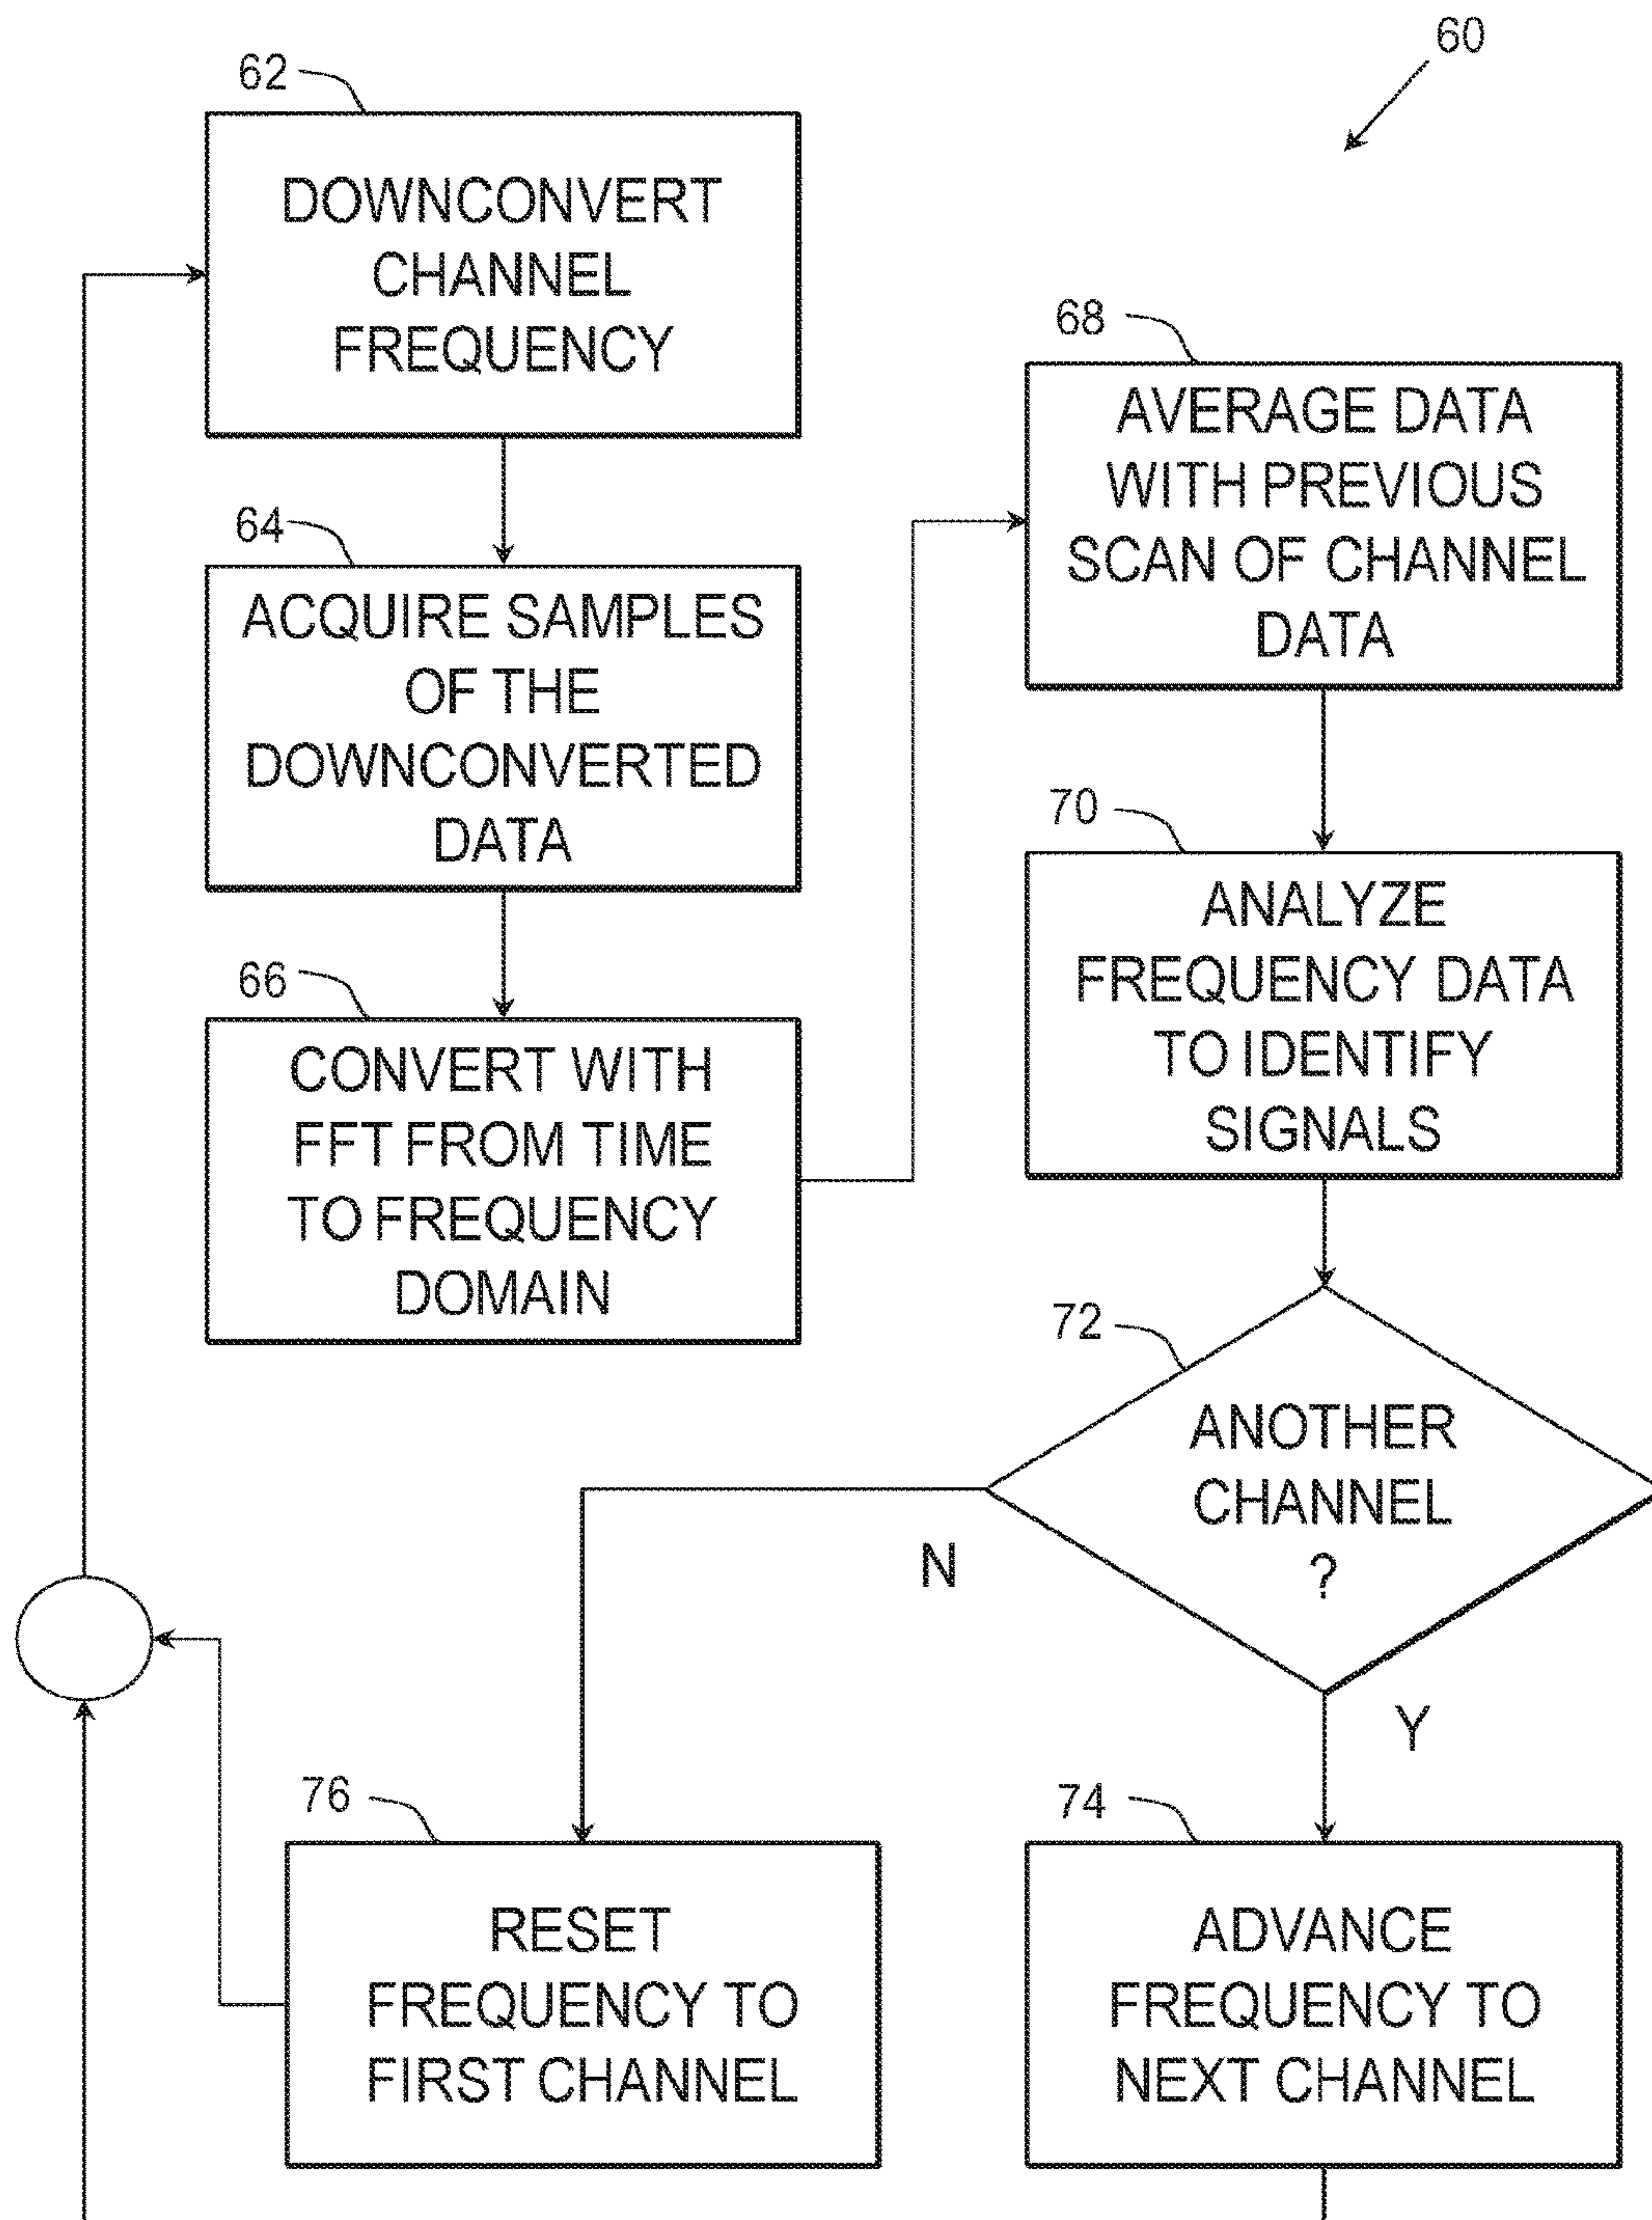 60
62
DOWNCONVERT
CHANNEL
FREQUENCY
64
ACQUIRE SAMPLES
OF THE
DOWNCONVERTED
DATA
66
CONVERT WITH
FFT FROM TIME
TO FREQUENCY
DOMAIN
68
AVERAGE DATA
WITH PREVIOUS
SCAN OF CHANNEL
DATA
70
ANALYZE
FREQUENCY DATA
TO IDENTIFY
SIGNALS
72
ANOTHER
CHANNEL
?
N
Y
76
RESET
FREQUENCY TO
FIRST CHANNEL
74
ADVANCE
FREQUENCY TO
NEXT CHANNEL